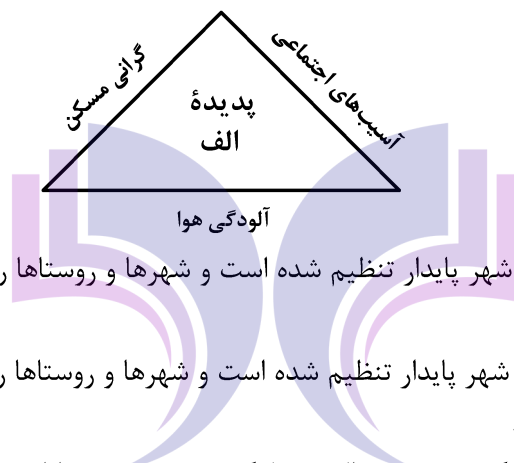 گرانی مسکن
آسیب‌های اجتماعی
پدیدهٔ
الف
آلودگی هوا
شهر پایدار تنظیم شده است و شهرها و روستاها ر
شهر پایدار تنظیم شده است و شهرها و روستاها ر